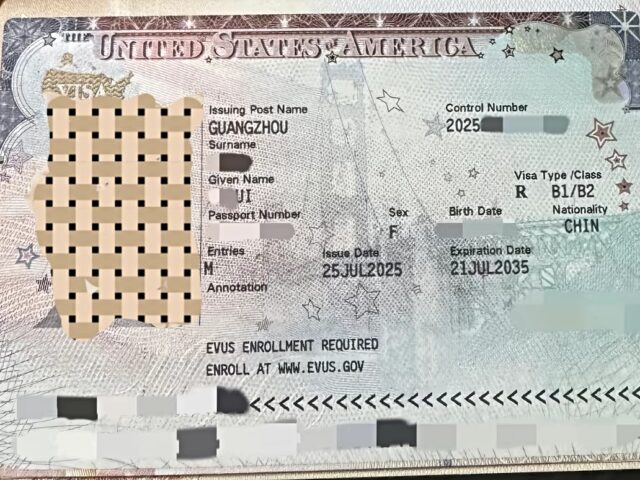 THE UNITED STATES OF AMERICA
VISA
Issuing Post Name
GUANGZHOU
Control Number
2025
Surname
Given Name
UI
Visa Type /Class
R B1/B2
Passport Number
Sex
F
Birth Date
Nationality
CHIN
Entries
M
Issue Date
25JUL2025
Expiration Date
21JUL2035
Annotation
EVUS ENROLLMENT REQUIRED
ENROLL AT WWW.EVUS.GOV
<<<<<<<<<<<<<<<<<<<<<<<<<<<<<